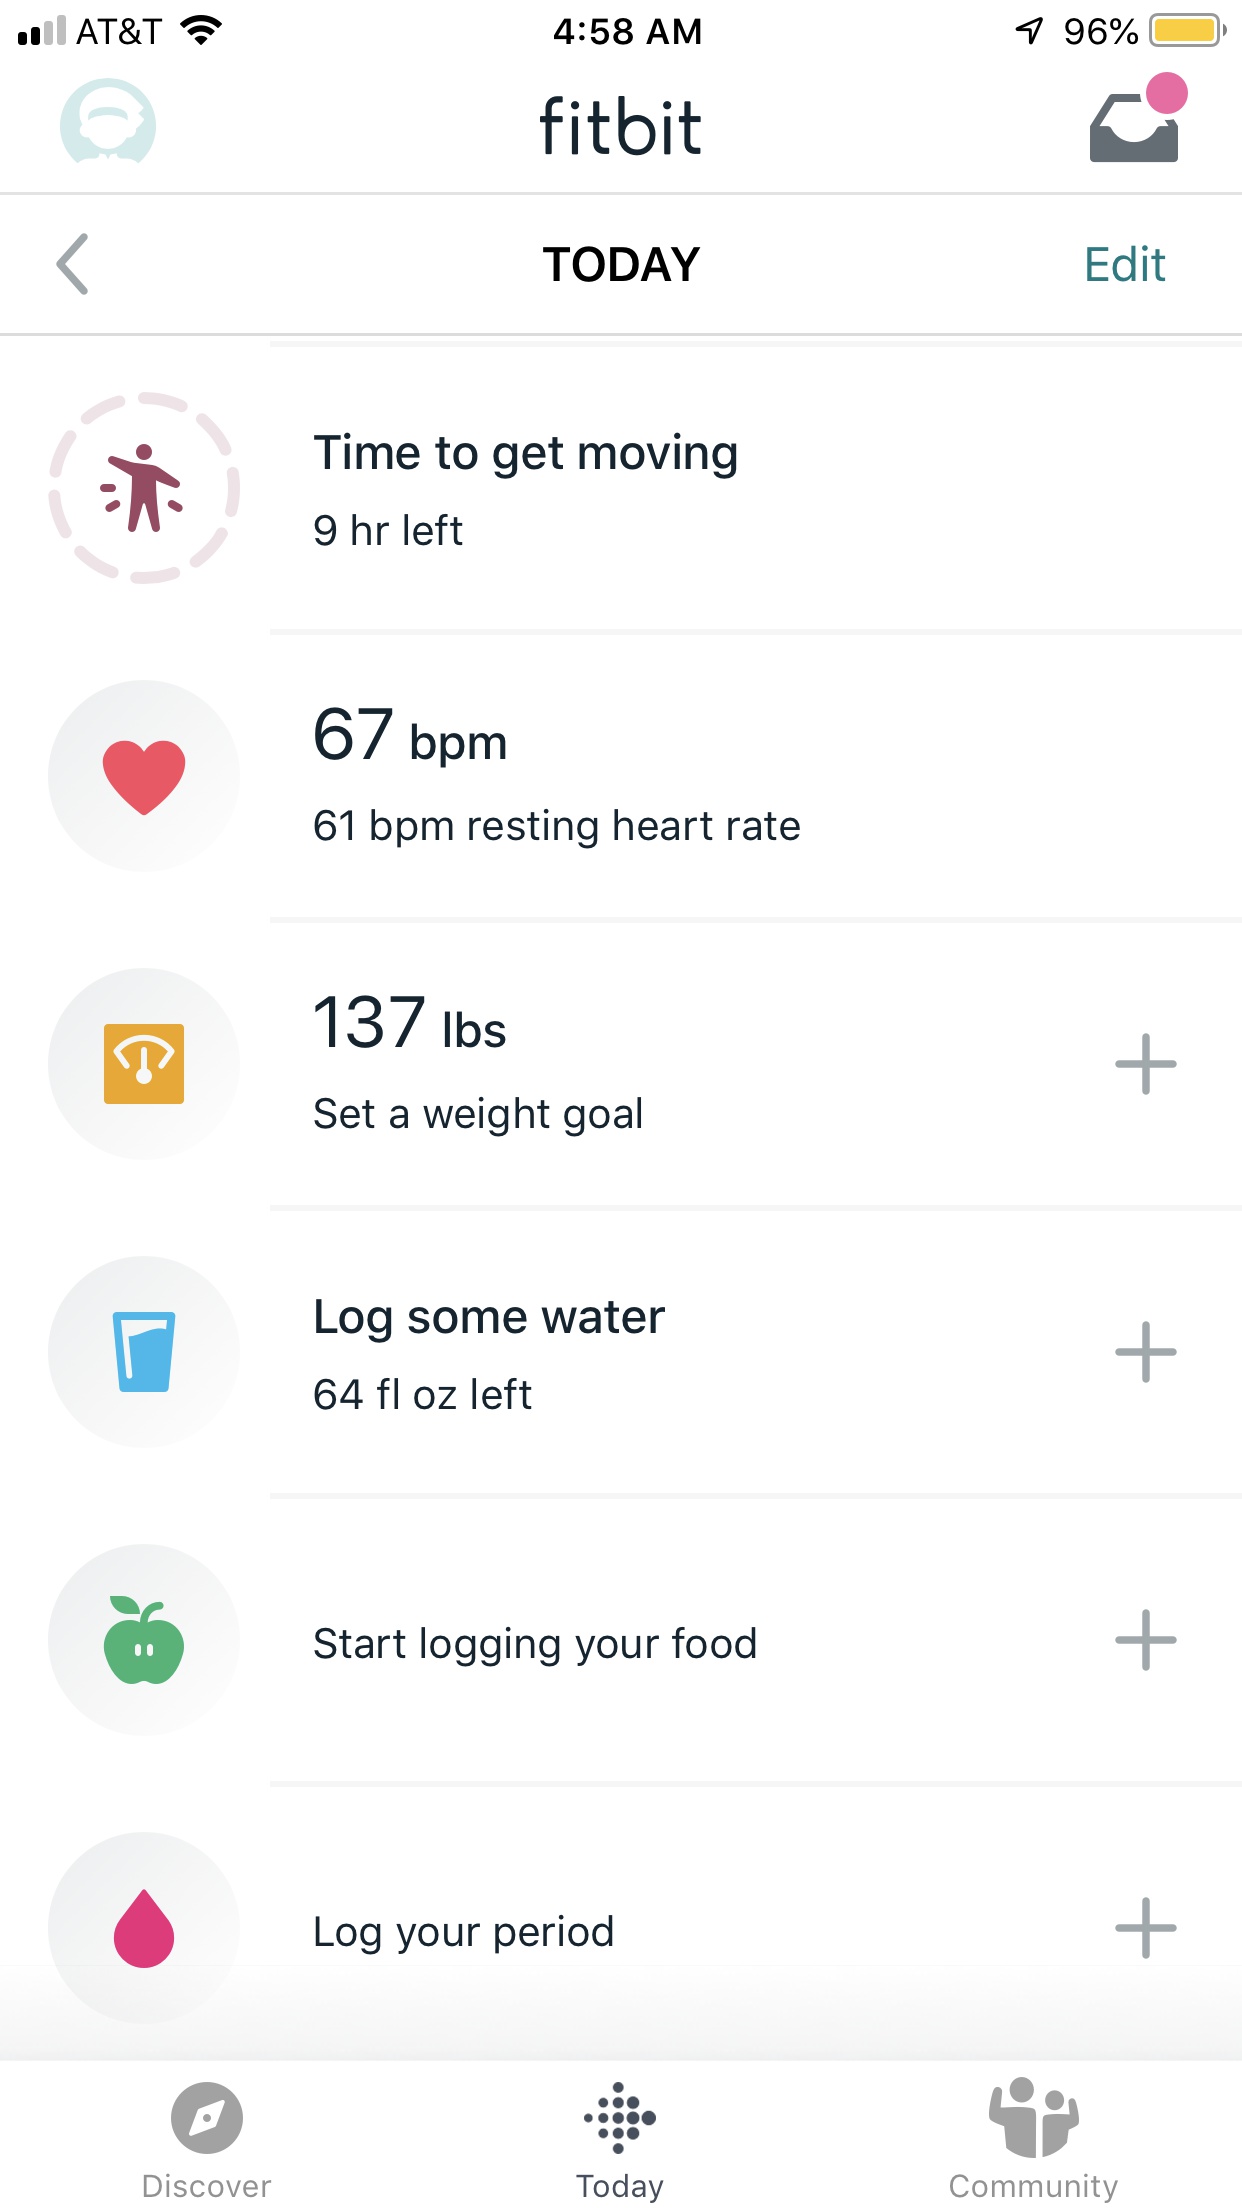 AT&T 4:58 AM 96%
fitbit
TODAY Edit
Time to get moving
9 hr left
67 bpm
61 bpm resting heart rate
137 lbs
Set a weight goal
Log some water
64 fl oz left
Start logging your food
Log your period
Discover Today Community